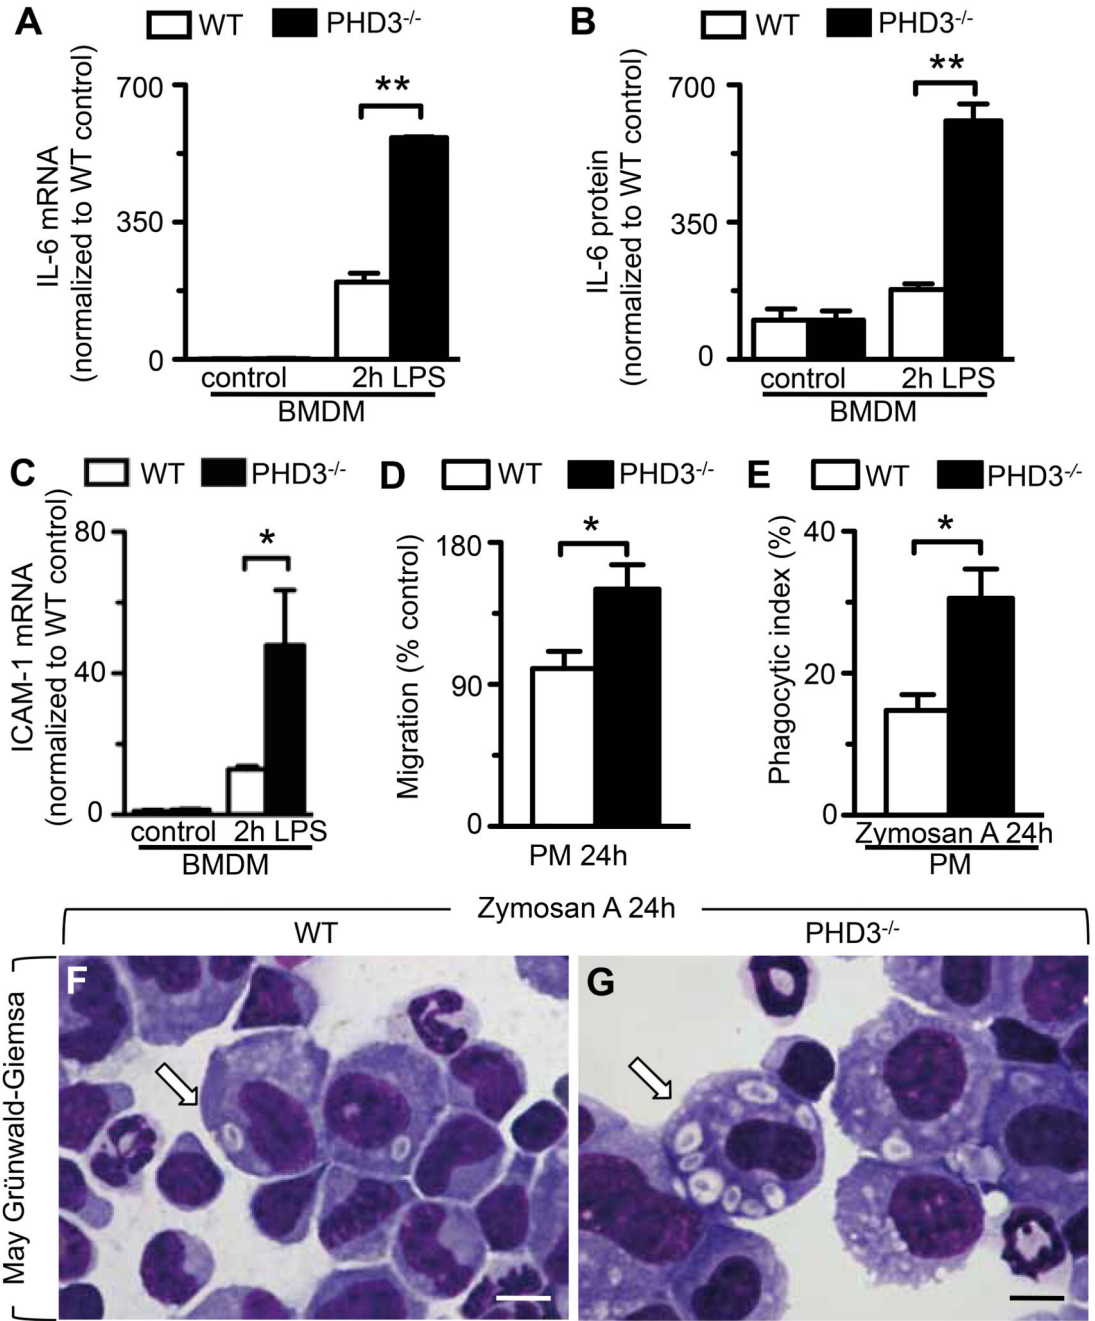 A WT PHD3-/-
IL-6 mRNA
(normalized to WT control)
700
**
350
0
control 2h LPS
BMDM
B WT PHD3-/-
IL-6 protein
(normalized to WT control)
700
**
350
0
control 2h LPS
BMDM
C WT PHD3-/-
ICAM-1 mRNA
(normalized to WT control)
80
*
40
0
control 2h LPS
BMDM
D WT PHD3-/-
Migration (% control)
180
*
90
0
PM 24h
E WT PHD3-/-
Phagocytic index (%)
40
*
20
0
Zymosan A 24h
PM
Zymosan A 24h
WT PHD3-/-
May Grünwald-Giemsa
F
G